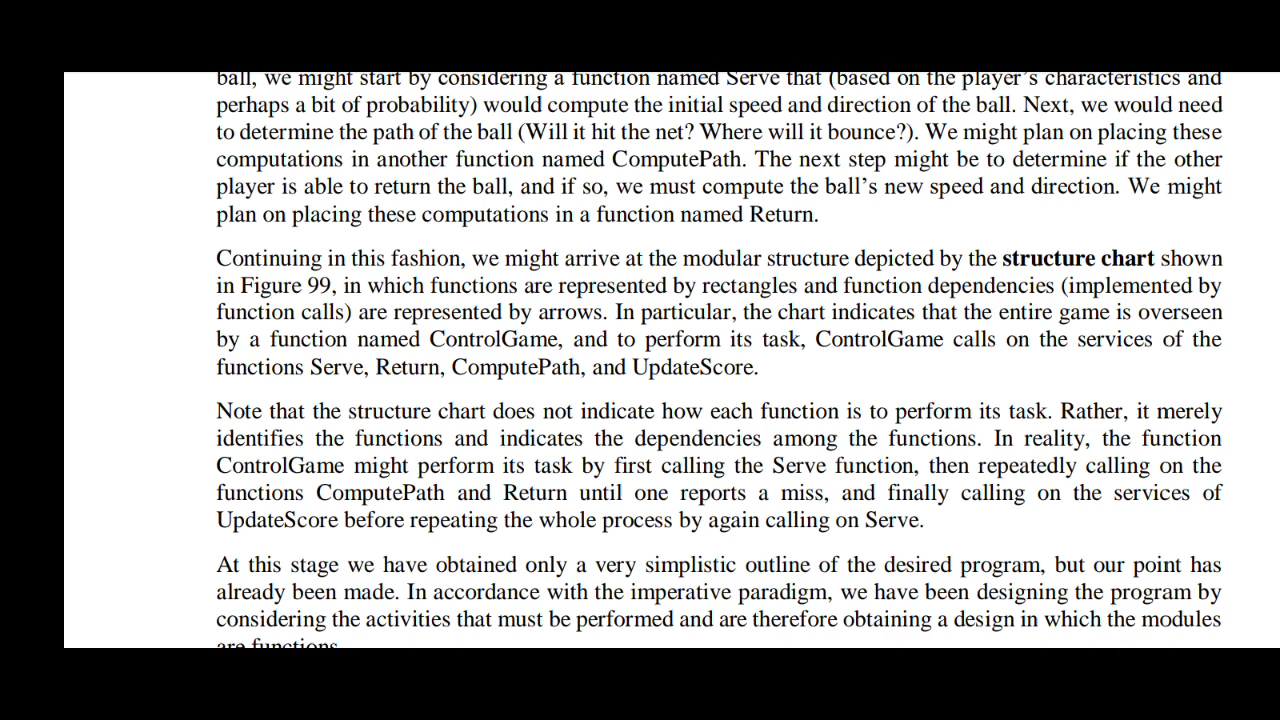 ball, we might start by considering a function named Serve that (based on the player's characteristics and
perhaps a bit of probability) would compute the initial speed and direction of the ball. Next, we would need
to determine the path of the ball (Will it hit the net? Where will it bounce?). We might plan on placing these
computations in another function named ComputePath. The next step might be to determine if the other
player is able to return the ball, and if so, we must compute the ball’s new speed and direction. We might
plan on placing these computations in a function named Return.
Continuing in this fashion, we might arrive at the modular structure depicted by the structure chart shown
in Figure 99, in which functions are represented by rectangles and function dependencies (implemented by
function calls) are represented by arrows. In particular, the chart indicates that the entire game is overseen
by a function named ControlGame, and to perform its task, ControlGame calls on the services of the
functions Serve, Return, ComputePath, and UpdateScore.
Note that the structure chart does not indicate how each function is to perform its task. Rather, it merely
identifies the functions and indicates the dependencies among the functions. In reality, the function
ControlGame might perform its task by first calling the Serve function, then repeatedly calling on the
functions ComputePath and Return until one reports a miss, and finally calling on the services of
UpdateScore before repeating the whole process by again calling on Serve.
At this stage we have obtained only a very simplistic outline of the desired program, but our point has
already been made. In accordance with the imperative paradigm, we have been designing the program by
considering the activities that must be performed and are therefore obtaining a design in which the modules
are functions.